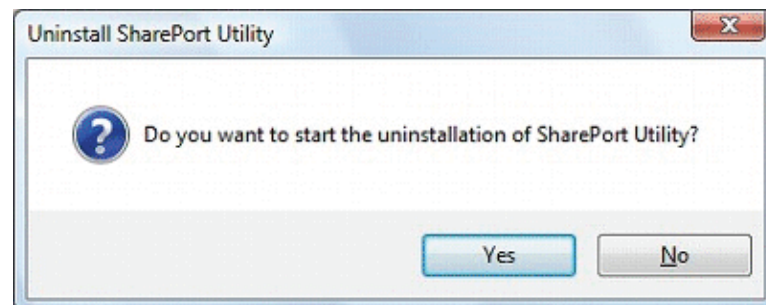 Uninstall SharePort Utility
Do you want to start the uninstallation of SharePort Utility?
Yes
No